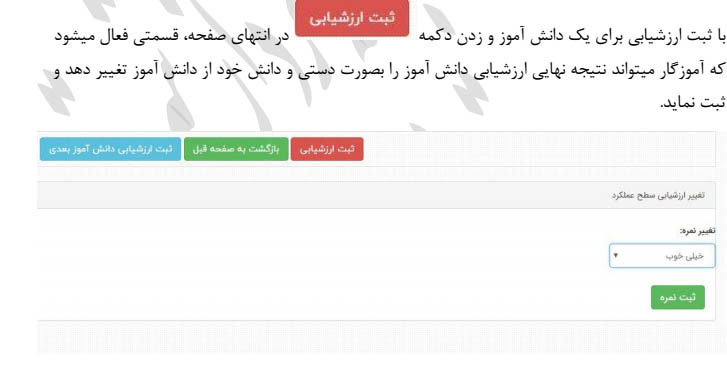 با ثبت ارزشیابی برای یک دانش آموز و زدن دکمه ثبت ارزشیابی در انتهای صفحه، قسمتی فعال میشود
که آموزگار میتواند نتیجه نهایی ارزشیابی دانش آموز را بصورت دستی و دانش خود از دانش آموز تغییر دهد و
ثبت نماید.
ثبت ارزشیابی بازگشت به صفحه قبل ثبت ارزشیابی دانش آموز بعدی
تغییر ارزشیابی سطح عملکرد
تغییر نمره:
خیلی خوب
ثبت نمره